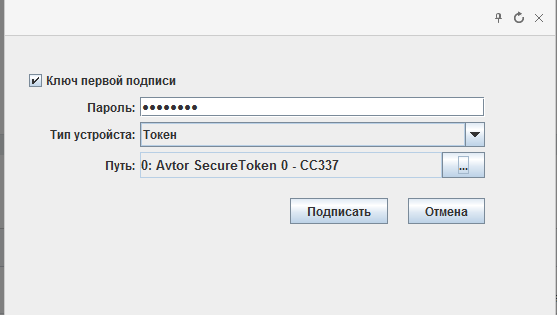 Ключ первой подписи
Пароль: ●●●●●●●●
Тип устройста: Токен
Путь: 0: Avtor SecureToken 0 - CC337 ...
Подписать Отмена